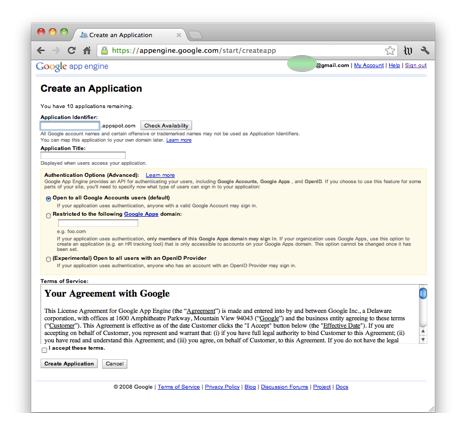 Create an Application
https://appengine.google.com/start/createapp
Google app engine
@gmail.com | My Account | Help | Sign out
Create an Application
You have 10 applications remaining.
Application Identifier:
.appspot.com Check Availability
All Google account names and certain offensive or trademarked names may not be used as Application Identifiers.
You can map this application to your own domain later. Learn more
Application Title:
Displayed when users access your application.
Authentication Options (Advanced): Learn more
Google App Engine provides an API for authenticating your users, including Google Accounts, Google Apps, and OpenID. If you choose to use this feature for some
parts of your site, you'll need to specify now what type of users can sign in to your application:
Open to all Google Accounts users (default)
If your application uses authentication, anyone with a valid Google Account may sign in.
Restricted to the following Google Apps domain:
e.g. foo.com
If your application uses authentication, only members of this Google Apps domain may sign in. If your organization uses Google Apps, use this option to
create an application (e.g. an HR tracking tool) that is only accessible to accounts on your Google Apps domain. This option cannot be changed once it has
been set.
(Experimental) Open to all users with an OpenID Provider
If your application uses authentication, anyone who has an account with an OpenID Provider may sign in.
Terms of Service:
Your Agreement with Google
This License Agreement for Google App Engine (the "Agreement") is made and entered into by and between Google Inc., a Delaware
corporation, with offices at 1600 Amphitheatre Parkway, Mountain View 94043 ("Google") and the business entity agreeing to these terms
("Customer"). This Agreement is effective as of the date Customer clicks the "I Accept" button below (the "Effective Date"). If you are
accepting on behalf of Customer, you represent and warrant that: (i) you have full legal authority to bind Customer to this Agreement; (ii)
you have read and understand this Agreement; and (iii) you agree, on behalf of Customer, to this Agreement. If you do not have the legal
I accept these terms.
Create Application Cancel
© 2008 Google | Terms of Service | Privacy Policy | Blog | Discussion Forums | Project | Docs